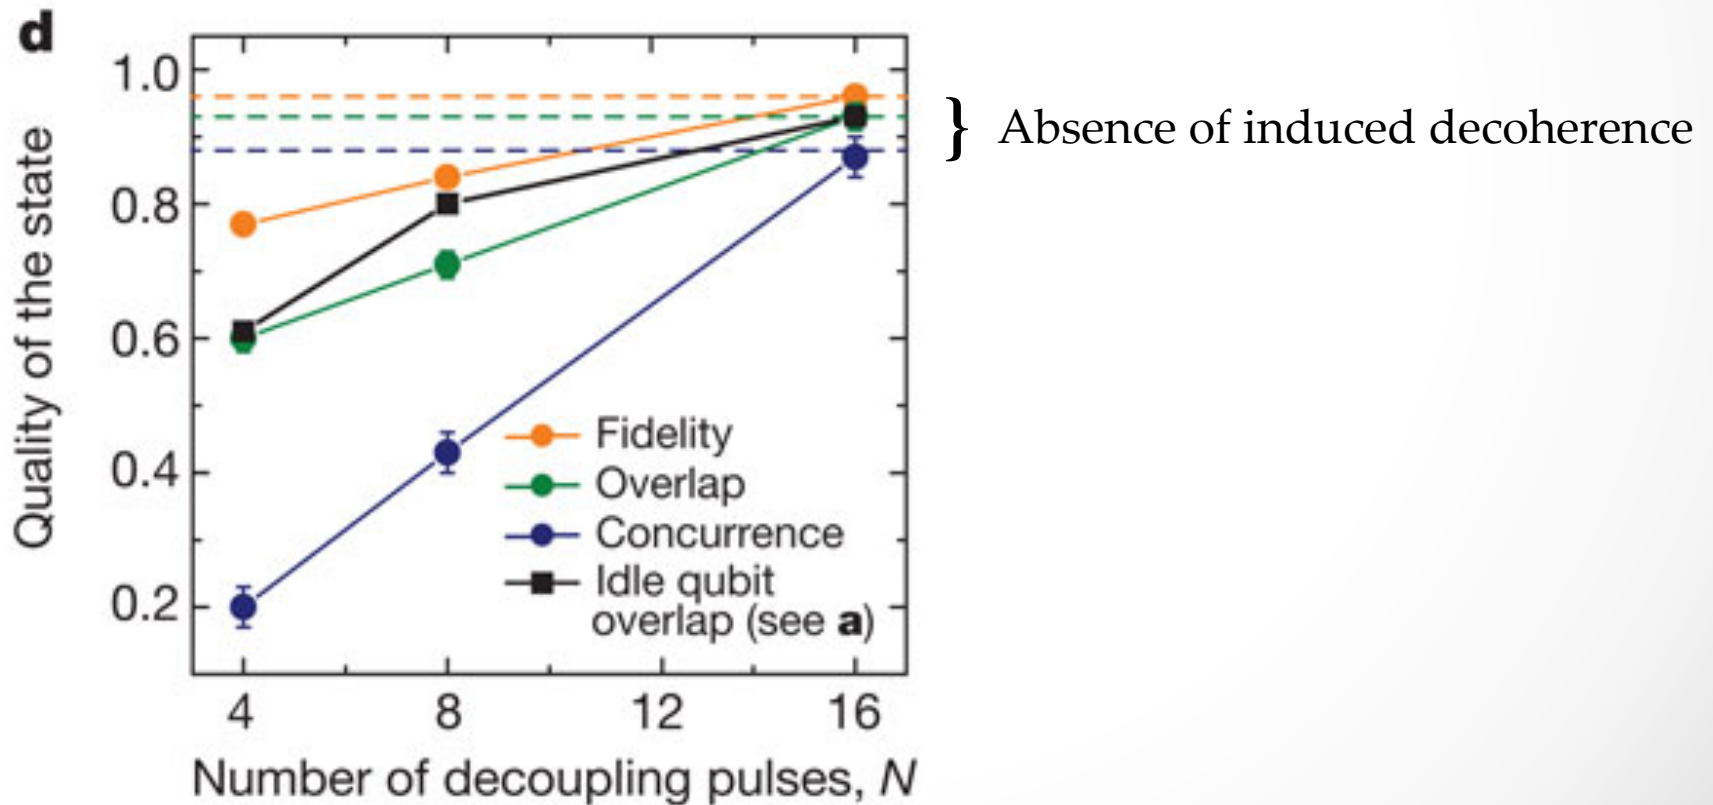 d
Quality of the state
1.0
0.8
0.6
0.4
0.2
Fidelity
Overlap
Concurrence
Idle qubit
overlap (see a)
4 8 12 16
Number of decoupling pulses, N
} Absence of induced decoherence